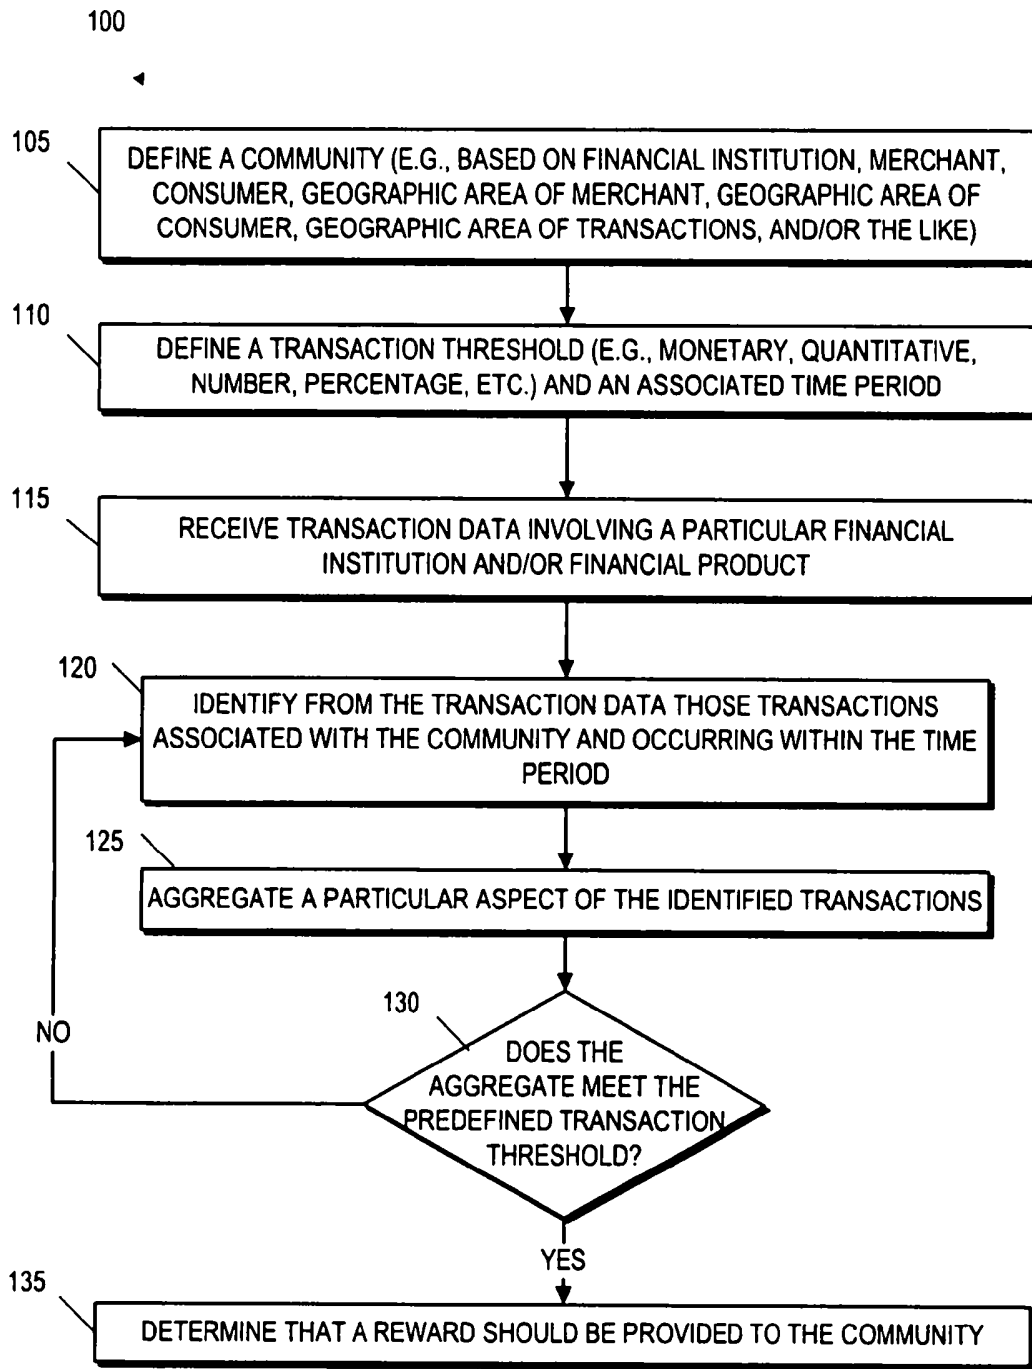 100
105
DEFINE A COMMUNITY (E.G., BASED ON FINANCIAL INSTITUTION, MERCHANT,
CONSUMER, GEOGRAPHIC AREA OF MERCHANT, GEOGRAPHIC AREA OF
CONSUMER, GEOGRAPHIC AREA OF TRANSACTIONS, AND/OR THE LIKE)
110
DEFINE A TRANSACTION THRESHOLD (E.G., MONETARY, QUANTITATIVE,
NUMBER, PERCENTAGE, ETC.) AND AN ASSOCIATED TIME PERIOD
115
RECEIVE TRANSACTION DATA INVOLVING A PARTICULAR FINANCIAL
INSTITUTION AND/OR FINANCIAL PRODUCT
120
IDENTIFY FROM THE TRANSACTION DATA THOSE TRANSACTIONS
ASSOCIATED WITH THE COMMUNITY AND OCCURRING WITHIN THE TIME
PERIOD
125
AGGREGATE A PARTICULAR ASPECT OF THE IDENTIFIED TRANSACTIONS
130
DOES THE
AGGREGATE MEET THE
PREDEFINED TRANSACTION
THRESHOLD?
NO
YES
135
DETERMINE THAT A REWARD SHOULD BE PROVIDED TO THE COMMUNITY